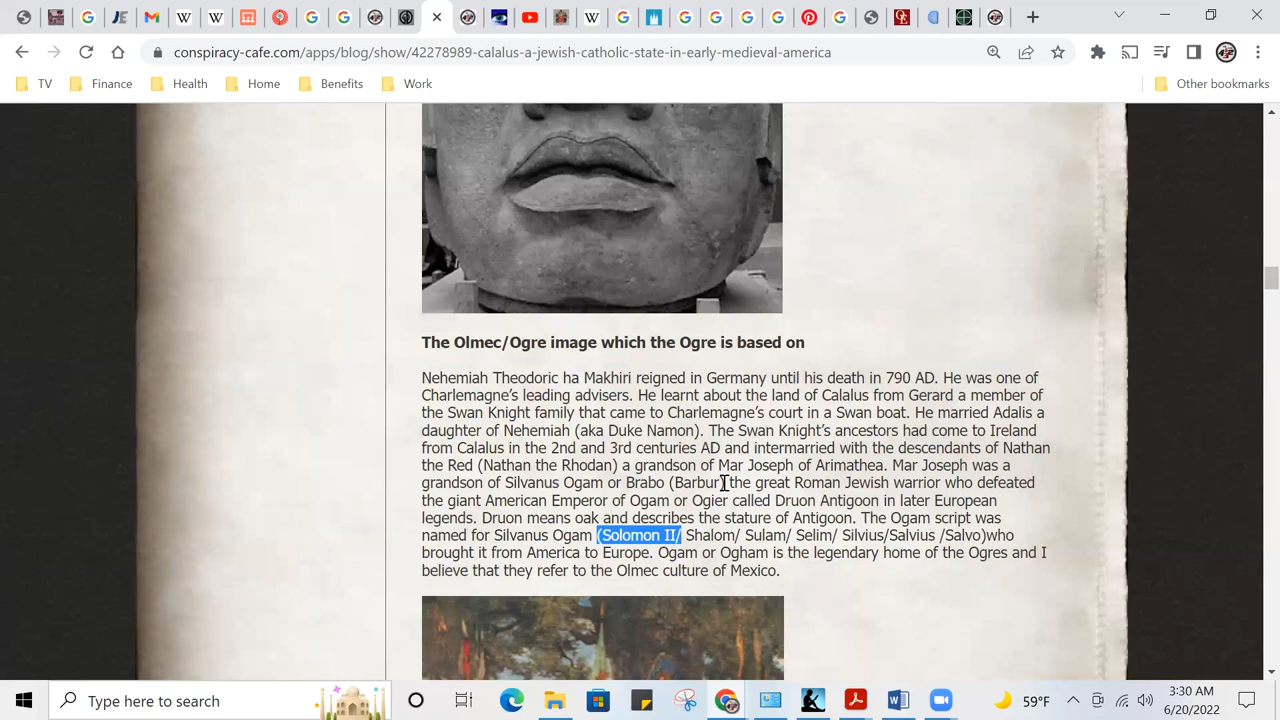 conspiracy-cafe.com/apps/blog/show/42278989-calalus-a-jewish-catholic-state-in-early-medieval-america
TV Finance Health Home Benefits Work Other bookmarks
The Olmec/Ogre image which the Ogre is based on
Nehemiah Theodoric ha Makhiri reigned in Germany until his death in 790 AD. He was one of
Charlemagne's leading advisers. He learnt about the land of Calalus from Gerard a member of
the Swan Knight family that came to Charlemagne's court in a Swan boat. He married Adalis a
daughter of Nehemiah (aka Duke Namon). The Swan Knight's ancestors had come to Ireland
from Calalus in the 2nd and 3rd centuries AD and intermarried with the descendants of Nathan
the Red (Nathan the Rhodan) a grandson of Mar Joseph of Arimathea. Mar Joseph was a
grandson of Silvanus Ogam or Brabo (Barbur) the great Roman Jewish warrior who defeated
the giant American Emperor of Ogam or Ogier called Druon Antigoon in later European
legends. Druon means oak and describes the stature of Antigoon. The Ogam script was
named for Silvanus Ogam (Solomon II/ Shalom/ Sulam/ Selim/ Silvius/Salvius /Salvo)who
brought it from America to Europe. Ogam or Ogham is the legendary home of the Ogres and I
believe that they refer to the Olmec culture of Mexico.
Type here to search
59°F
3:30 AM
6/20/2022